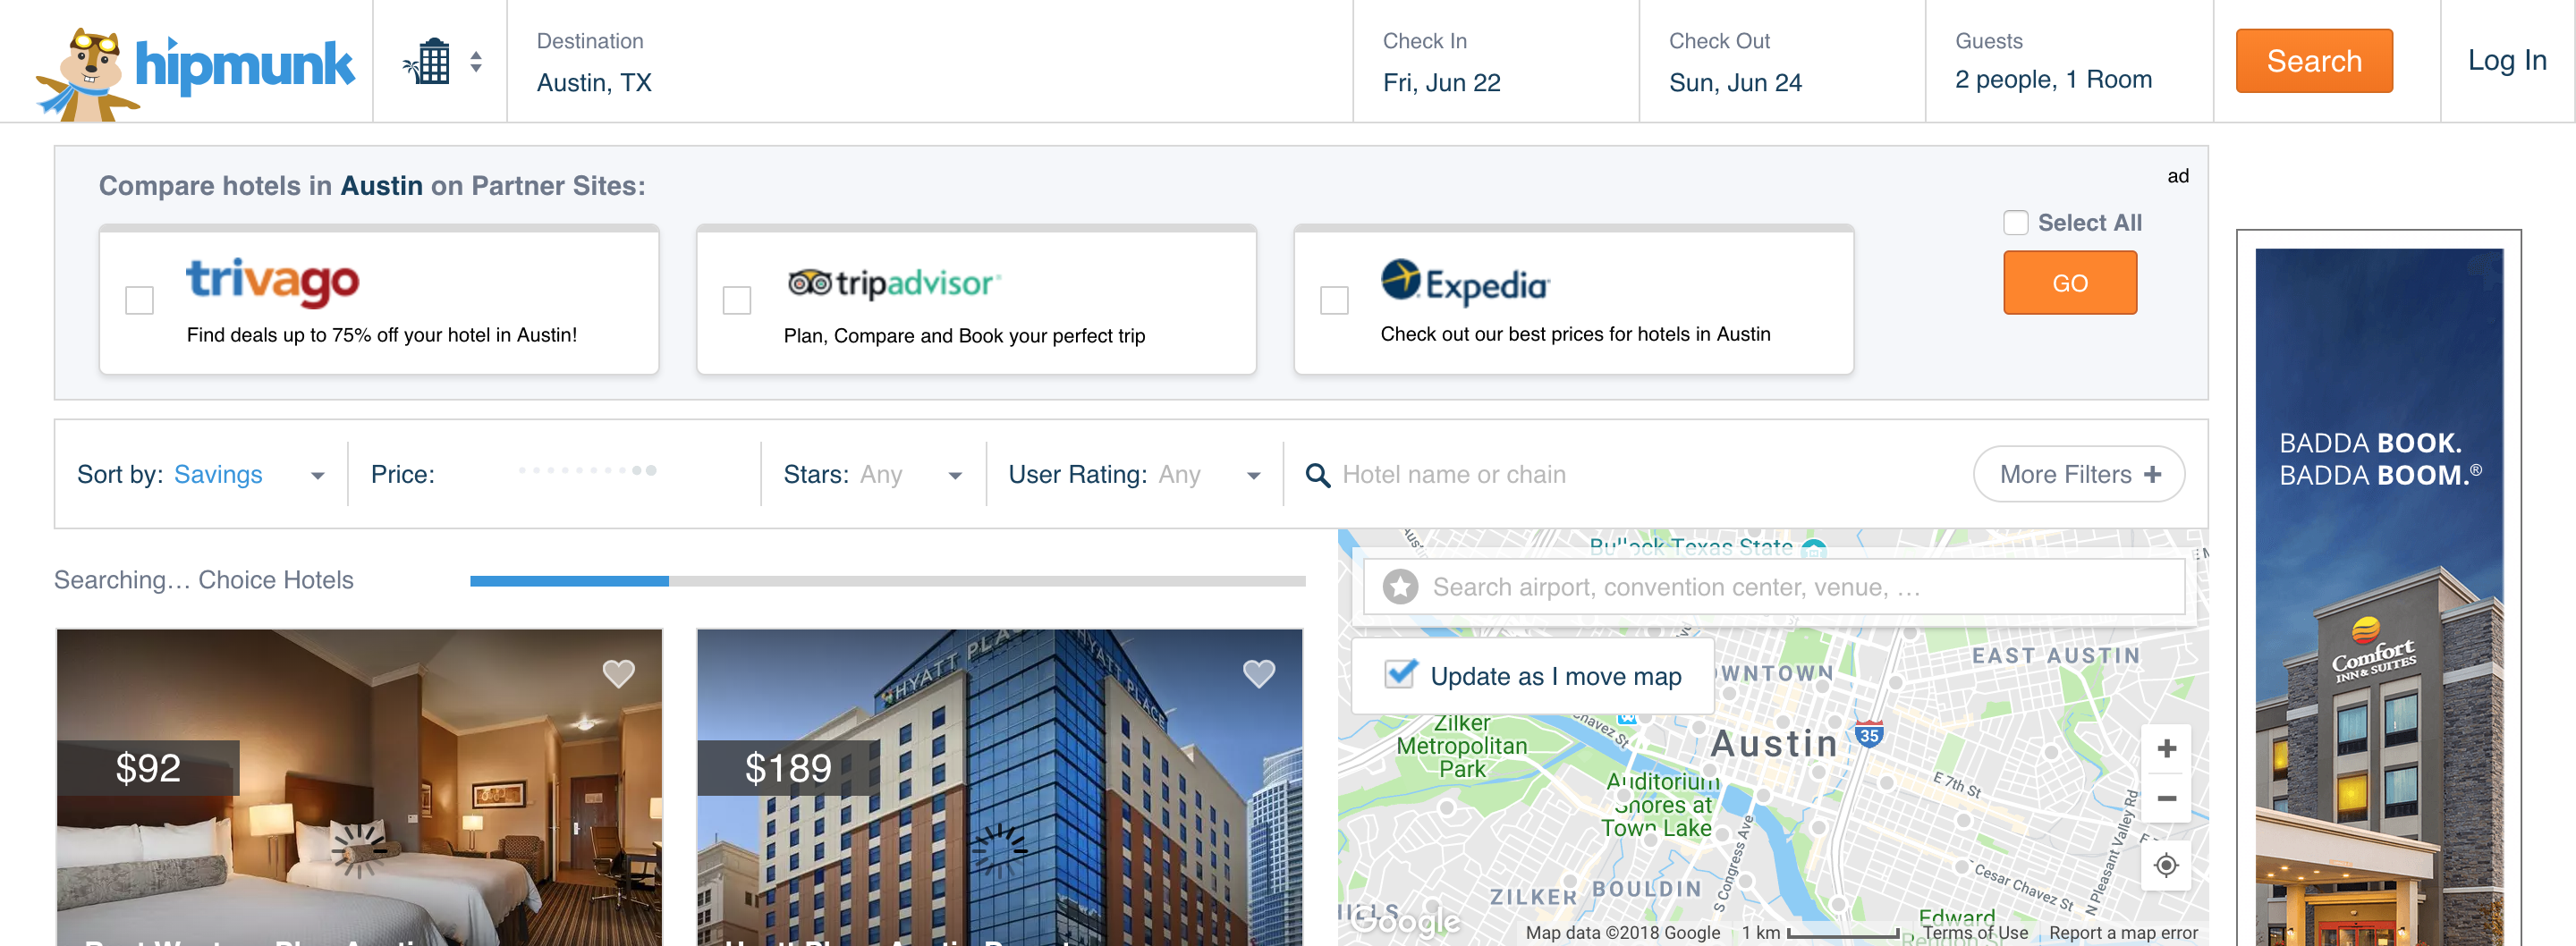 hipmunk
Destination
Austin, TX
Check In
Fri, Jun 22
Check Out
Sun, Jun 24
Guests
2 people, 1 Room
Search
Log In
Compare hotels in Austin on Partner Sites:
ad
trivago
Find deals up to 75% off your hotel in Austin!
tripadvisor
Plan, Compare and Book your perfect trip
Expedia
Check out our best prices for hotels in Austin
Select All
GO
Sort by: Savings
Price:
Stars: Any
User Rating: Any
Hotel name or chain
More Filters +
Searching... Choice Hotels
$92
HYATT PLACE
HYATT PLACE
$189
Bullock Texas State
Search airport, convention center, venue, ...
Update as I move map
EAST AUSTIN
Zilker
Metropolitan
Park
Chavez St
Austin
35
Auditorium
Shores at
Town Lake
E 7th St
N Pleasant Valley Rd
S Congress Ave
Cesar Chavez St
ZILKER
BOULDIN
Edward
Google
Map data ©2018 Google
1 km
Terms of Use
Report a map error
BADDA BOOK.
BADDA BOOM.®
Comfort
INN & SUITES